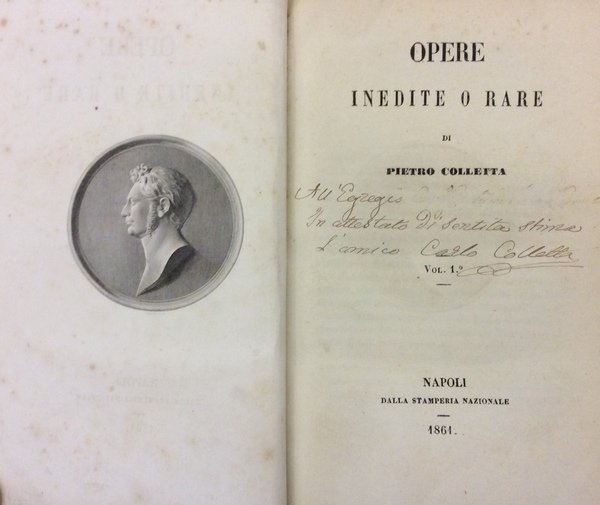 OPERE
INEDITE O RARE
DI
PIETRO COLLETTA
All'Egregio
In attestato Di Sentita stima
L'amico Carlo Colletta
Vol. 1.º
NAPOLI
DALLA STAMPERIA NAZIONALE
1861.